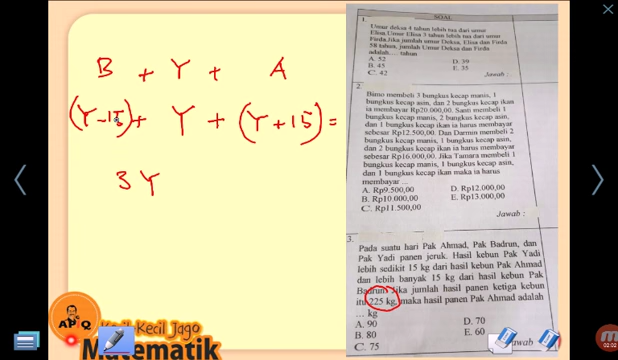 B + Y + A
(Y-15)+ Y + (Y+15)=
3Y
SOAL
1.
Umur deksa 4 tahun lebih tua dari umur
Elisa.Umur Elisa 3 tahun lebih tua dari umur
Firda.Jika jumlah umur Deksa, Elisa dan Firda
58 tahun, jumlah Umur Deksa dan Firda
adalah.... tahun
A. 52
B. 45
C. 42
D. 39
E. 35
Jawab :
2.
Bimo membeli 3 bungkus kecap manis, 1
bungkus kecap asin, dan 2 bungkus kecap ikan
ia harus membayar Rp20.000,00. Santi membeli 1
bungkus kecap manis, 2 bungkus kecap asin,
dan 1 bungkus kecap ikan ia harus membayar
sebesar Rp12.500,00. Dan Darmin membeli 2
bungkus kecap manis, 1 bungkus kecap asin,
dan 2 bungkus kecap ikan ia harus membayar
sebesar Rp16.000,00. Jika Tamara membeli 1
bungkus kecap manis, 1 bungkus kecap asin,
dan 1 bungkus kecap ikan maka ia harus
membayar ...
A. Rp9.500,00
B. Rp10.000,00
C. Rp11.500,00
D. Rp12.000,00
E. Rp13.000,00
Jawab :
3.
Pada suatu hari Pak Ahmad, Pak Badrun, dan
Pak Yadi panen jeruk. Hasil kebun Pak Yadi
lebih sedikit 15 kg dari hasil kebun Pak Ahmad
dan lebih banyak 15 kg dari hasil kebun Pak
Badrun. Jika jumlah hasil panen ketiga kebun
itu 225 kg, maka hasil panen Pak Ahmad adalah
... kg
A. 90
B. 80
C. 75
D. 70
E. 60
Jawab
APIQ
Kecil-Kecil Jago
Matematik
02:02